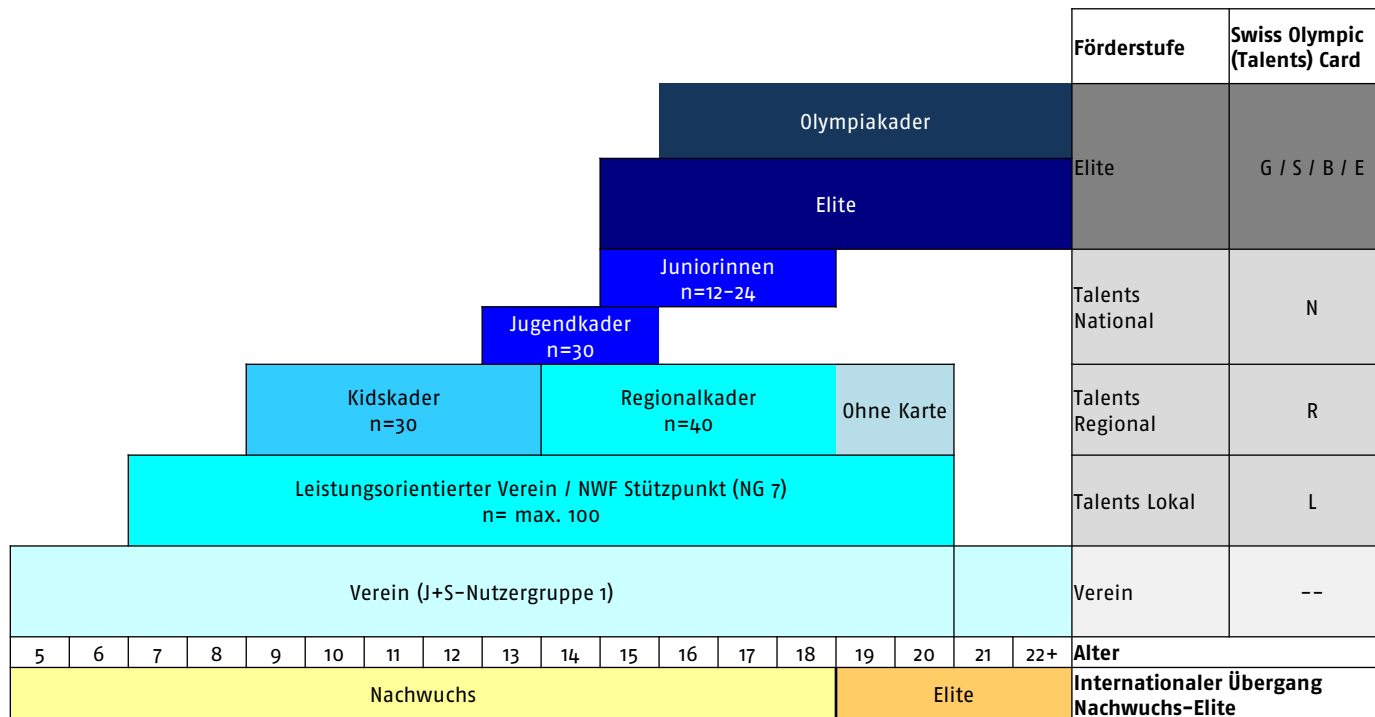 Förderstufe
Swiss Olympic
(Talents) Card
Olympiakader
Elite
G / S / B / E
Elite
Juniorinnen
n=12-24
Talents
National
N
Jugendkader
n=30
Kidskader
n=30
Regionalkader
n=40
Ohne Karte
Talents
Regional
R
Leistungsorientierter Verein / NWF Stützpunkt (NG 7)
n= max. 100
Talents Lokal
L
Verein (J+S-Nutzergruppe 1)
Verein
--
5 6 7 8 9 10 11 12 13 14 15 16 17 18 19 20 21 22+ Alter
Nachwuchs
Elite
Internationaler Übergang
Nachwuchs-Elite